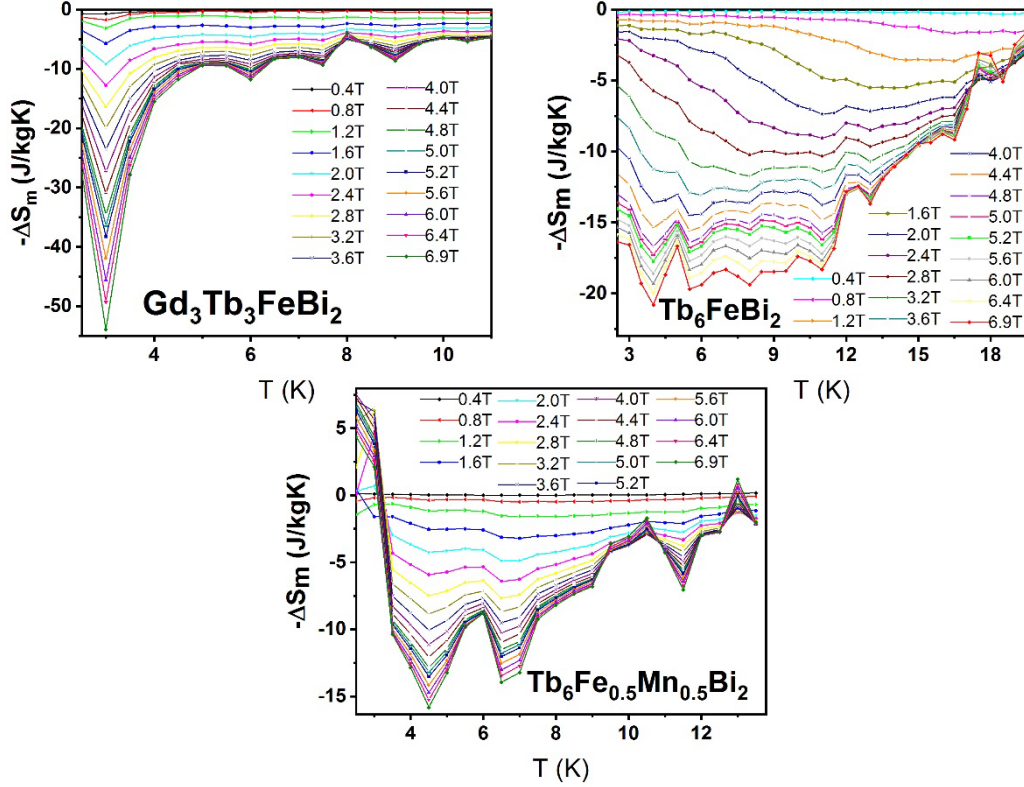 0
-10
-20
-30
-40
-50
-ΔSm (J/kgK)
0.4T 4.0T
0.8T 4.4T
1.2T 4.8T
1.6T 5.0T
2.0T 5.2T
2.4T 5.6T
2.8T 6.0T
3.2T 6.4T
3.6T 6.9T
Gd3Tb3FeBi2
4 6 8 10
T (K)
0
-5
-10
-15
-20
-ΔSm (J/kgK)
4.0T
4.4T
4.8T
1.6T 5.0T
2.0T 5.2T
2.4T 5.6T
0.4T 2.8T 6.0T
0.8T 3.2T 6.4T
1.2T 3.6T 6.9T
Tb6FeBi2
3 6 9 12 15 18
T (K)
5
0
-5
-10
-15
-ΔSm (J/kgK)
0.4T 2.0T 4.0T 5.6T
0.8T 2.4T 4.4T 6.0T
1.2T 2.8T 4.8T 6.4T
1.6T 3.2T 5.0T 6.9T
3.6T 5.2T
Tb6Fe0.5Mn0.5Bi2
4 6 8 10 12
T (K)